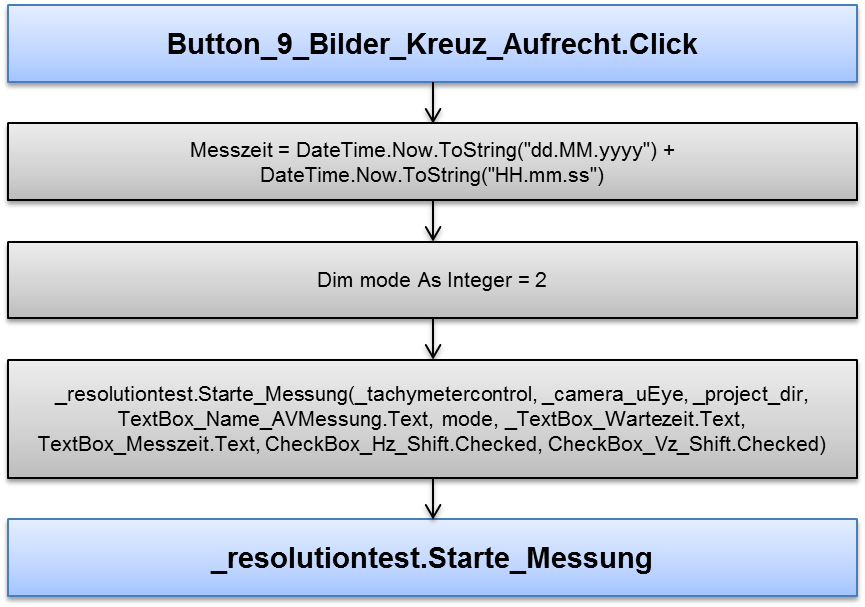 Button_9_Bilder_Kreuz_Aufrecht.Click
Messzeit = DateTime.Now.ToString("dd.MM.yyyy") +
DateTime.Now.ToString("HH.mm.ss")
Dim mode As Integer = 2
_resolutiontest.Starte_Messung(_tachymetercontrol, _camera_uEye, _project_dir,
TextBox_Name_AVMessung.Text, mode, _TextBox_Wartezeit.Text,
TextBox_Messzeit.Text, CheckBox_Hz_Shift.Checked, CheckBox_Vz_Shift.Checked)
_resolutiontest.Starte_Messung